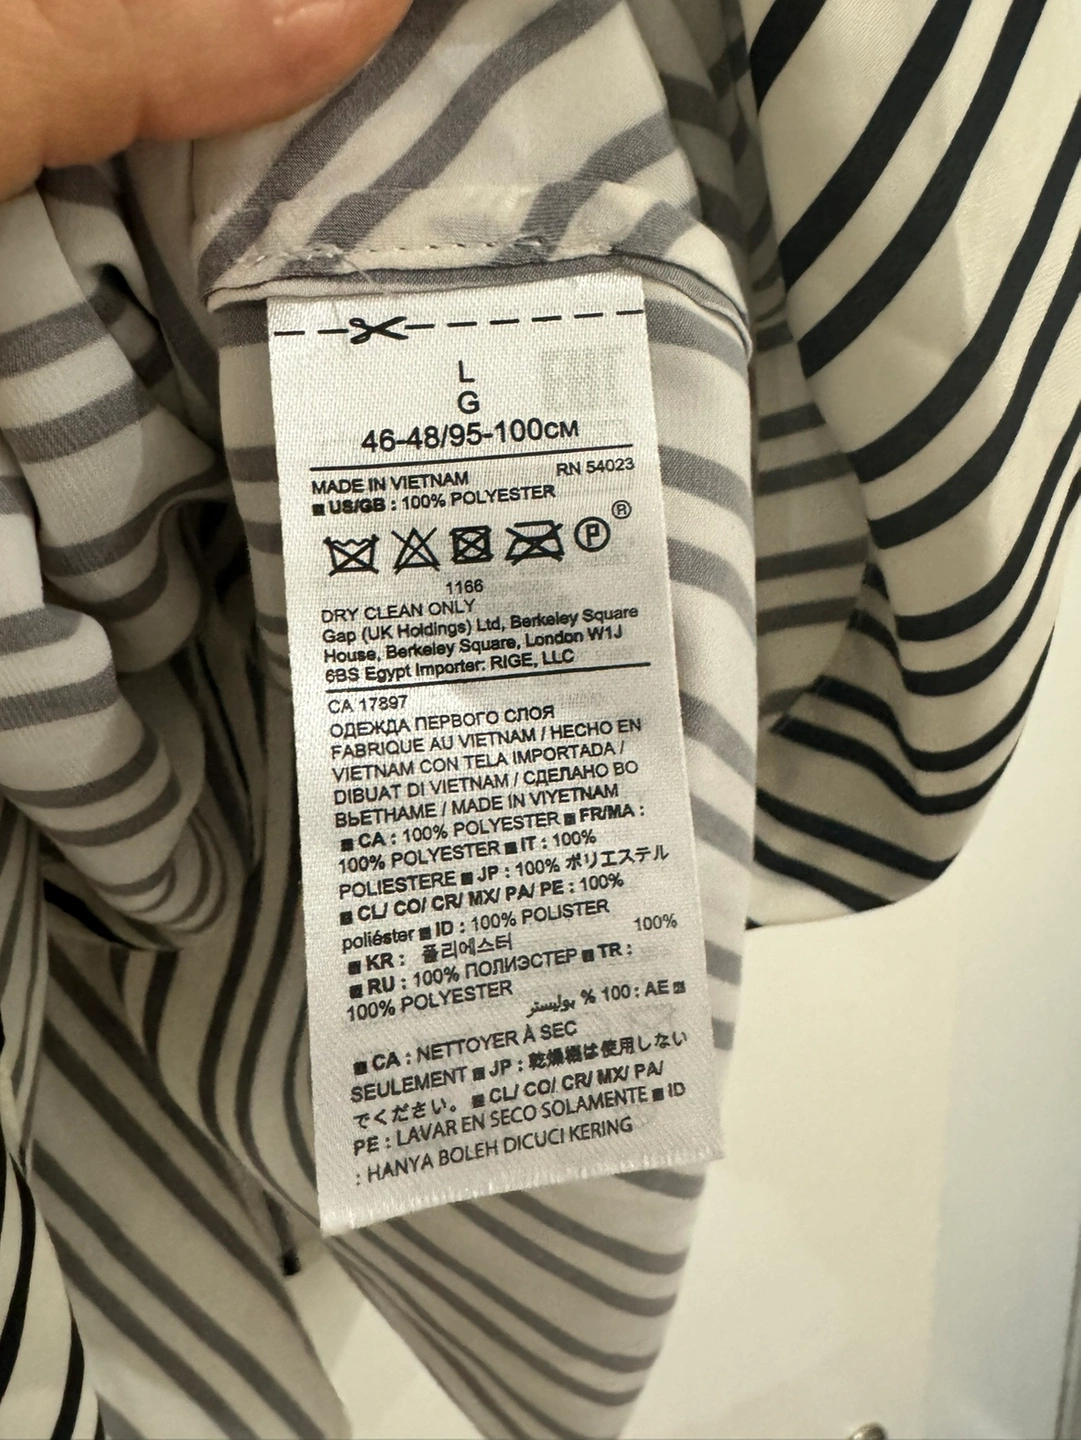 L
G
46-48/95-100CM
MADE IN VIETNAM RN 54023
■ US/GB : 100% POLYESTER
P ®
1166
DRY CLEAN ONLY
Gap (UK Holdings) Ltd, Berkeley Square
House, Berkeley Square, London W1J
6BS Egypt Importer: RIGE, LLC
CA 17897
ОДЕЖДА ПЕРВОГО СЛОЯ
FABRIQUE AU VIETNAM / HECHO EN
VIETNAM CON TELA IMPORTADA /
DIBUAT DI VIETNAM / СДЕЛАНО ВО
ВЬЕТНАМЕ / MADE IN VIYETNAM
■ CA : 100% POLYESTER ■ FR/MA :
100% POLYESTER ■ IT : 100%
POLIESTERE ■ JP : 100% ポリエステル
■ CL/ CO/ CR/ MX/ PA/ PE : 100%
poliéster ■ ID : 100% POLISTER
■ KR : 폴리에스터 100%
■ RU : 100% ПОЛИЭСТЕР ■ TR :
100% POLYESTER
■ AE : 100 % بوليستر
■ CA : NETTOYER À SEC
SEULEMENT ■ JP : 乾燥機は使用しない
でください。 ■ CL/ CO/ CR/ MX/ PA/
PE : LAVAR EN SECO SOLAMENTE ■ ID
: HANYA BOLEH DICUCI KERING